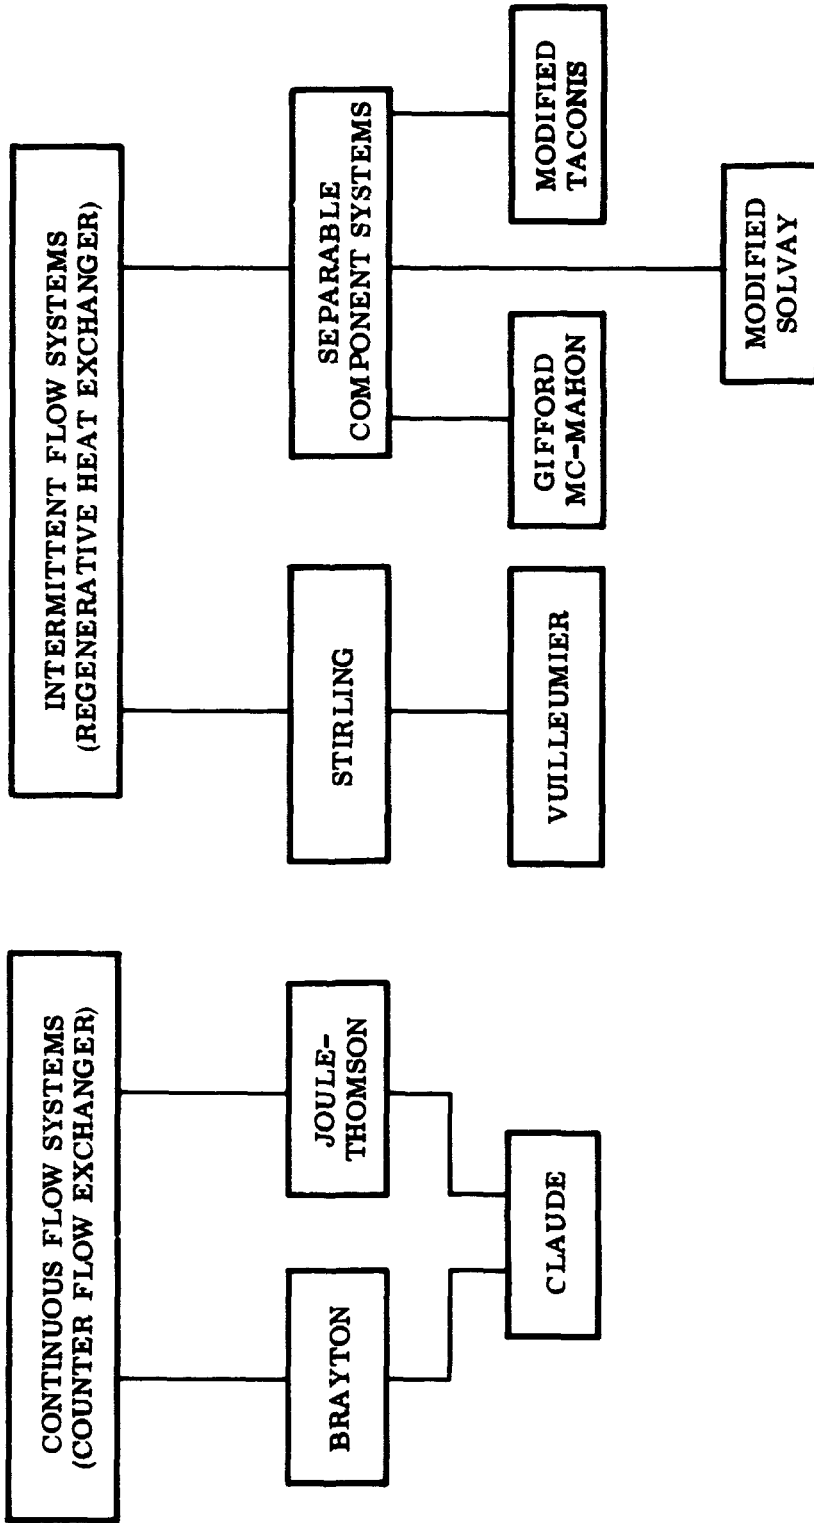 CONTINUOUS FLOW SYSTEMS
(COUNTER FLOW EXCHANGER)
BRAYTON
JOULE-
THOMSON
CLAUDE
INTERMITTENT FLOW SYSTEMS
(REGENERATIVE HEAT EXCHANGER)
STIRLING
VUILLEUMIER
SEPARABLE
COMPONENT SYSTEMS
GIFFORD
MC-MAHON
MODIFIED
TACONIS
MODIFIED
SOLVAY